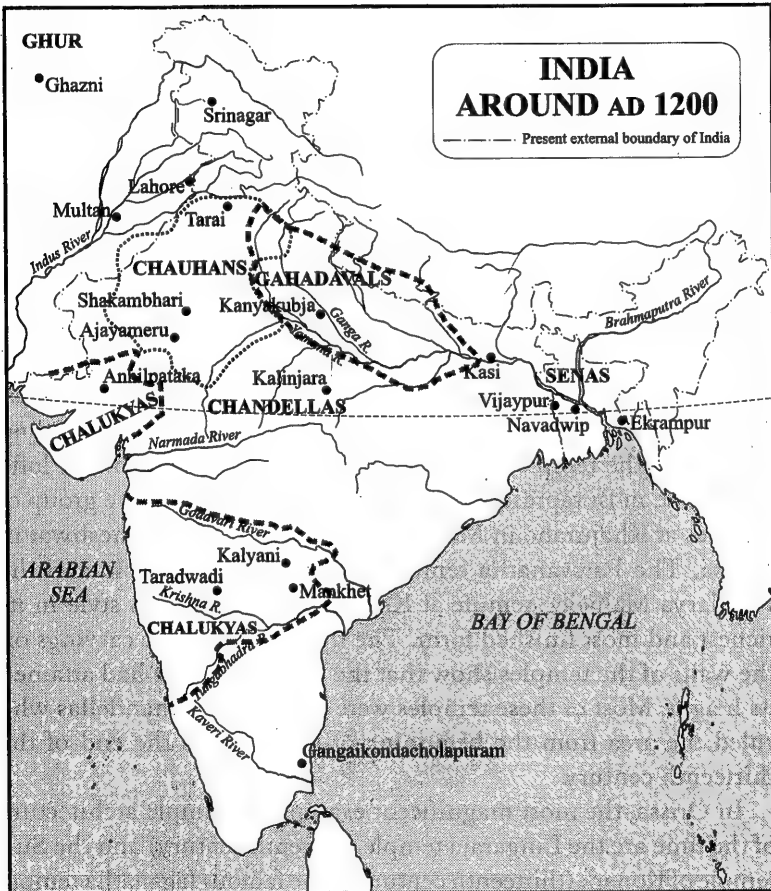 GHUR
Ghazni
INDIA
AROUND AD 1200
Present external boundary of India
Srinagar
Lahore
Multan
Tarai
Indus River
CHAUHANS
GAHADAVALS
Shakambhari
Kanyakubja
Ganga R.
Yamuna R.
Brahmaputra River
Ajayameru
Anhilpataka
Kasi
SENAS
Kalinjara
CHALUKYAS
CHANDELLAS
Vijaypur
Navadwip
Ekrampur
Narmada River
Godavari River
Kalyani
ARABIAN
SEA
Taradwadi
Mankhet
Krishna R.
CHALUKYAS
BAY OF BENGAL
Tungabhadra R.
Kaveri River
Gangaikondacholapuram